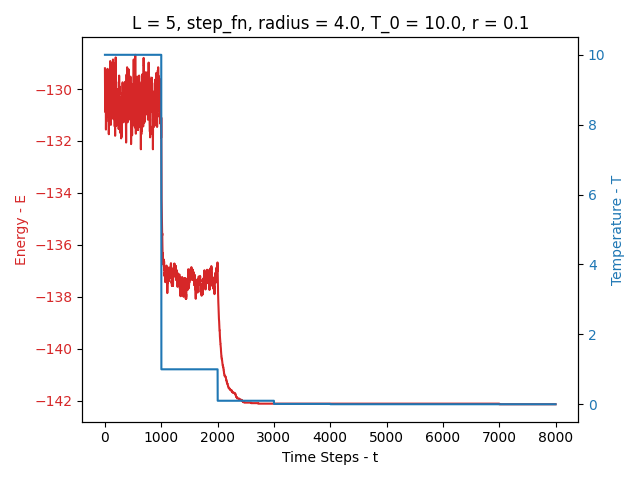 L = 5, step_fn, radius = 4.0, T_0 = 10.0, r = 0.1
−130
−132
−134
−136
−138
−140
−142
Energy - E
10
8
6
4
2
0
Temperature - T
0 1000 2000 3000 4000 5000 6000 7000 8000
Time Steps - t